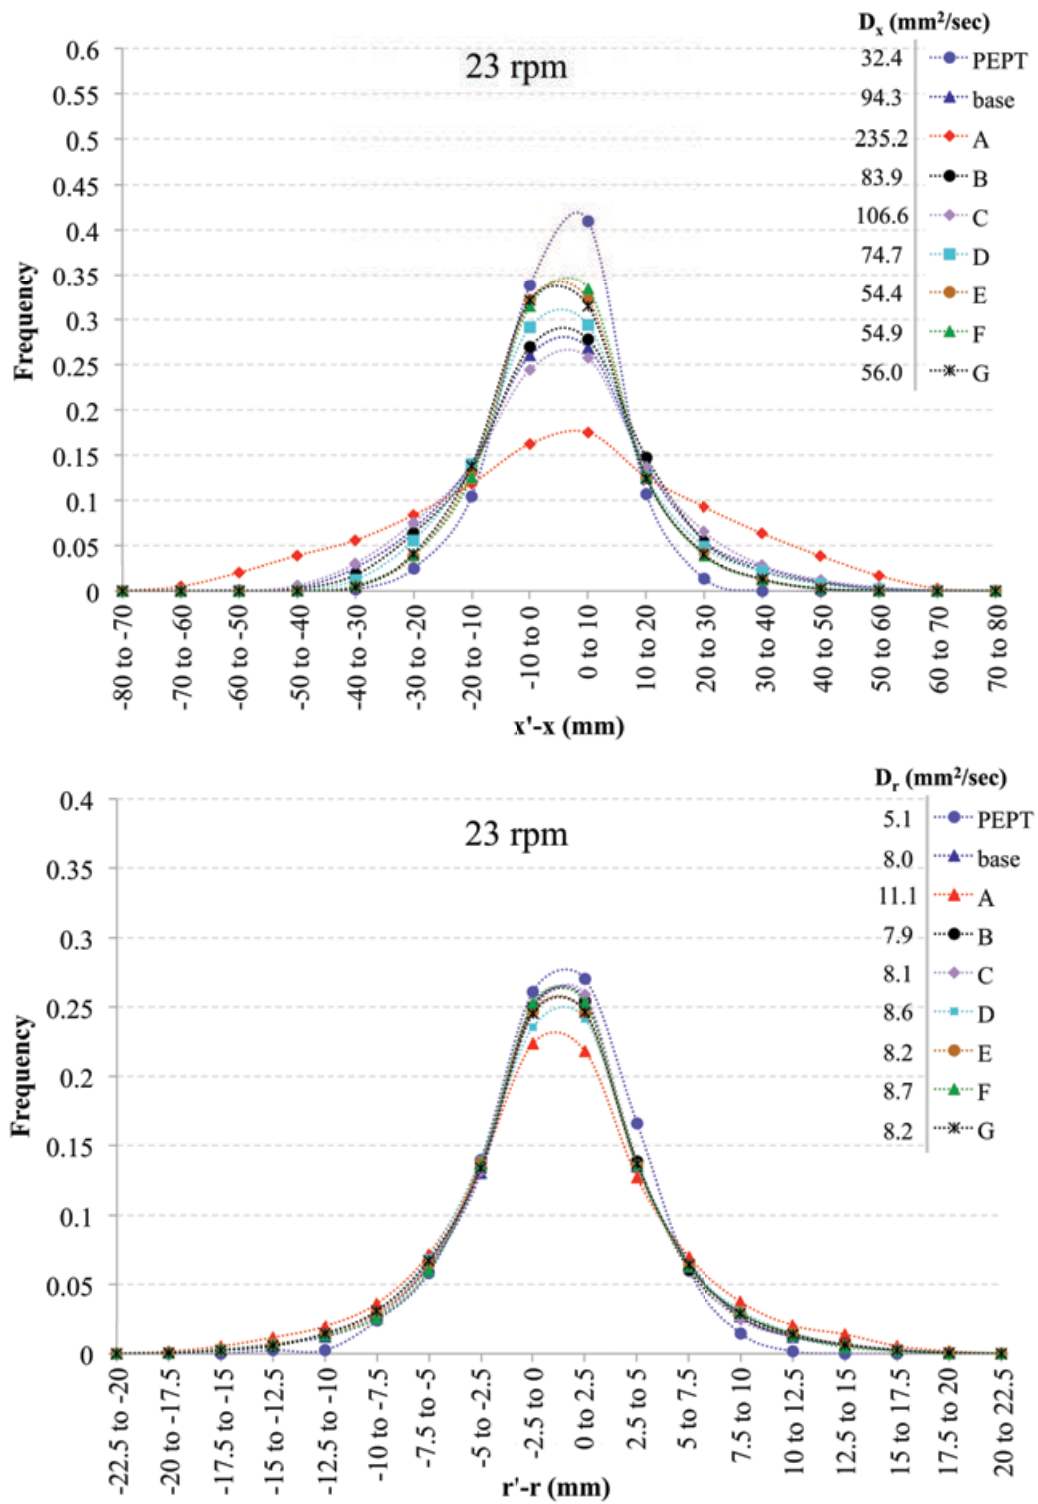 Dx (mm²/sec)
23 rpm
0.6
0.55
0.5
0.45
0.4
0.35
0.3
0.25
0.2
0.15
0.1
0.05
0
Frequency
32.4 PEPT
94.3 base
235.2 A
83.9 B
106.6 C
74.7 D
54.4 E
54.9 F
56.0 G
-80 to -70
-70 to -60
-60 to -50
-50 to -40
-40 to -30
-30 to -20
-20 to -10
-10 to 0
0 to 10
10 to 20
20 to 30
30 to 40
40 to 50
50 to 60
60 to 70
70 to 80
x'-x (mm)
Dr (mm²/sec)
23 rpm
0.4
0.35
0.3
0.25
0.2
0.15
0.1
0.05
0
Frequency
5.1 PEPT
8.0 base
11.1 A
7.9 B
8.1 C
8.6 D
8.2 E
8.7 F
8.2 G
-22.5 to -20
-20 to -17.5
-17.5 to -15
-15 to -12.5
-12.5 to -10
-10 to -7.5
-7.5 to -5
-5 to -2.5
-2.5 to 0
0 to 2.5
2.5 to 5
5 to 7.5
7.5 to 10
10 to 12.5
12.5 to 15
15 to 17.5
17.5 to 20
20 to 22.5
r'-r (mm)